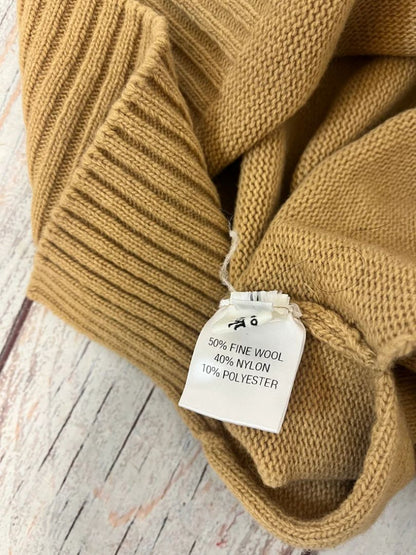 50% FINE WOOL
40% NYLON
10% POLYESTER